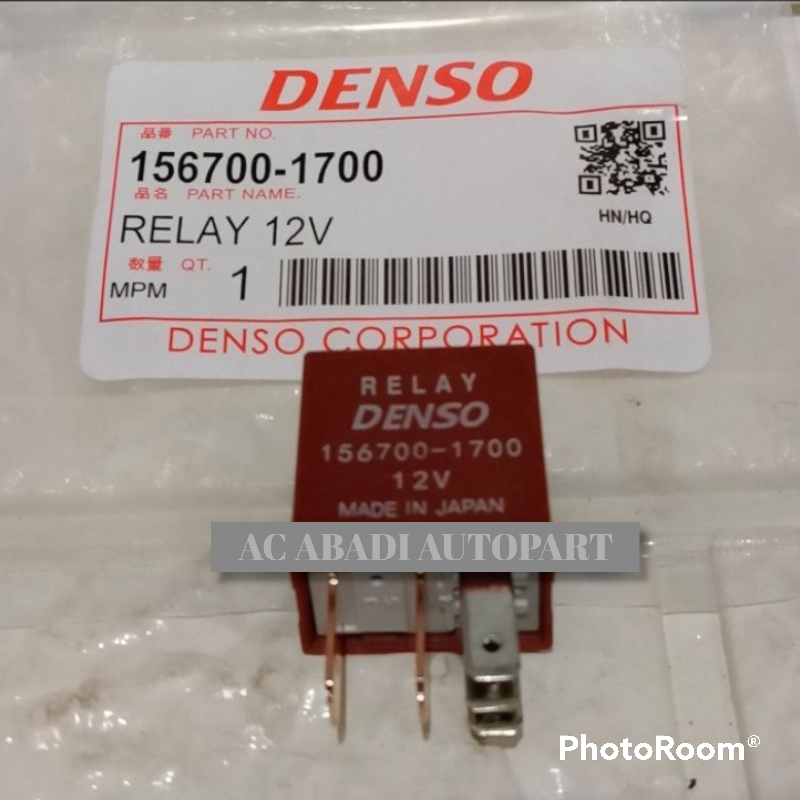 DENSO
品番 PART NO.
156700-1700
品名 PART NAME.
RELAY 12V
数量 QT.
MPM 1
HN/HQ
DENSO CORPORATION
RELAY
DENSO
156700-1700
12V
MADE IN JAPAN
AC ABADI AUTOPART
PhotoRoom®